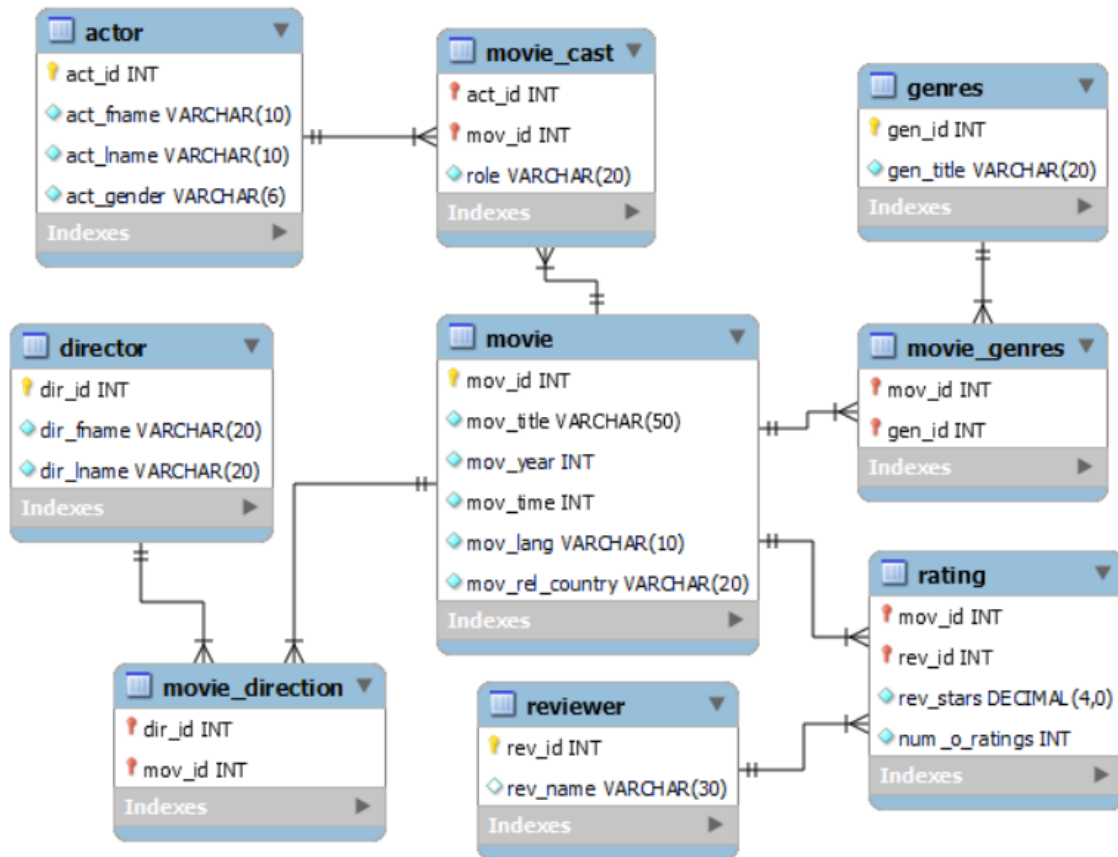 actor
act_id INT
act_fname VARCHAR(10)
act_lname VARCHAR(10)
act_gender VARCHAR(6)
Indexes
movie_cast
act_id INT
mov_id INT
role VARCHAR(20)
Indexes
genres
gen_id INT
gen_title VARCHAR(20)
Indexes
director
dir_id INT
dir_fname VARCHAR(20)
dir_lname VARCHAR(20)
Indexes
movie
mov_id INT
mov_title VARCHAR(50)
mov_year INT
mov_time INT
mov_lang VARCHAR(10)
mov_rel_country VARCHAR(20)
Indexes
movie_genres
mov_id INT
gen_id INT
Indexes
movie_direction
dir_id INT
mov_id INT
Indexes
reviewer
rev_id INT
rev_name VARCHAR(30)
Indexes
rating
mov_id INT
rev_id INT
rev_stars DECIMAL(4,0)
num_o_ratings INT
Indexes